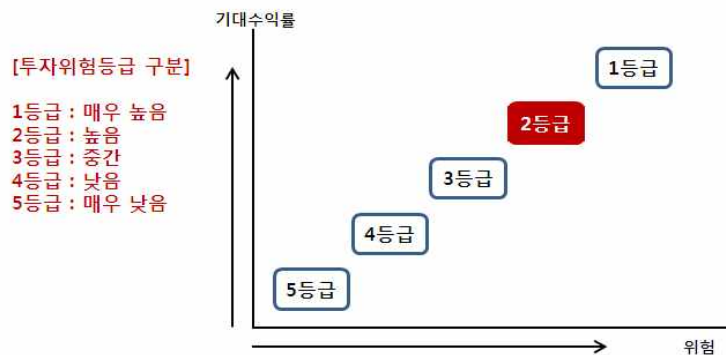 기대수익률
[투자위험등급 구분]
1등급 : 매우 높음
2등급 : 높음
3등급 : 중간
4등급 : 낮음
5등급 : 매우 낮음
1등급
2등급
3등급
4등급
5등급
위험